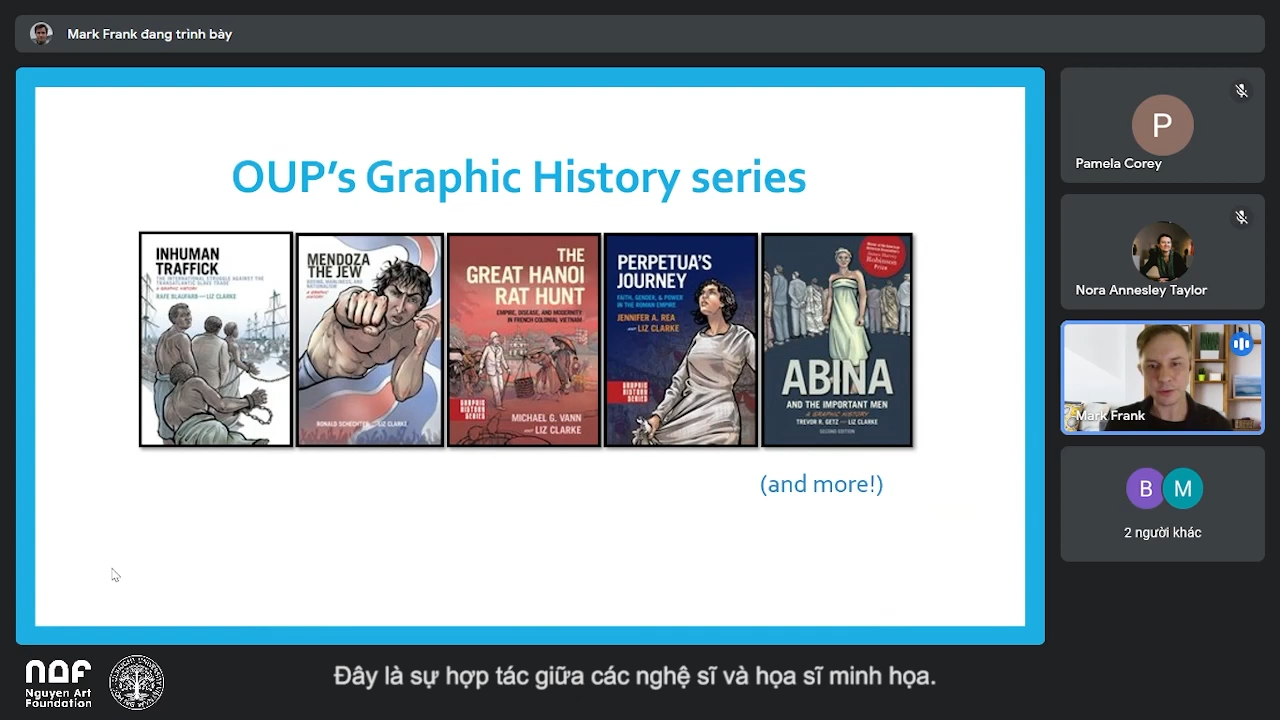 Mark Frank đang trình bày
OUP's Graphic History series
INHUMAN
TRAFFICK
THE INTERNATIONAL STRUGGLE AGAINST THE
TRANSATLANTIC SLAVE TRADE
A GRAPHIC HISTORY
RAFE BLAUFARB — LIZ CLARKE
MENDOZA
THE JEW
BOXING, MANLINESS, AND
NATIONALISM
A GRAPHIC
HISTORY
RONALD SCHECHTER LIZ CLARKE
THE
GREAT HANOI
RAT HUNT
EMPIRE, DISEASE, AND MODERNITY
IN FRENCH COLONIAL VIETNAM
GRAPHIC
HISTORY
SERIES
MICHAEL G. VANN
AND LIZ CLARKE
PERPETUA'S
JOURNEY
FAITH, GENDER, & POWER
IN THE ROMAN EMPIRE
JENNIFER A. REA
AND LIZ CLARKE
GRAPHIC
HISTORY
SERIES
Robinson
Prize
ABINA
AND THE IMPORTANT MEN
A GRAPHIC HISTORY
TREVOR R. GETZ — LIZ CLARKE
SECOND EDITION
(and more!)
P
Pamela Corey
Nora Annesley Taylor
Mark Frank
B M
2 người khác
naf
Nguyen Art
Foundation
Đây là sự hợp tác giữa các nghệ sĩ và họa sĩ minh họa.